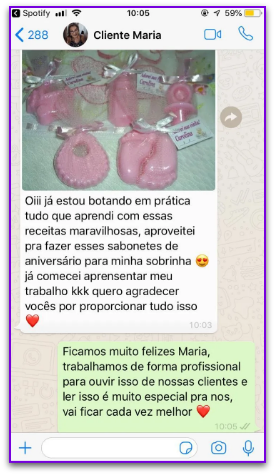 Spotify 10:05 59%
288 Cliente Maria
Oiii já estou botando em prática
tudo que aprendi com essas
receitas maravilhosas, aproveitei
pra fazer esses sabonetes de
aniversário para minha sobrinha 😍
já comecei aprensentar meu
trabalho kkk quero agradecer
vocês por proporcionar tudo isso
❤️ 10:03
Ficamos muito felizes Maria,
trabalhamos de forma profissional
para ouvir isso de nossas clientes e
ler isso é muito especial pra nos,
vai ficar cada vez melhor ❤️
10:05